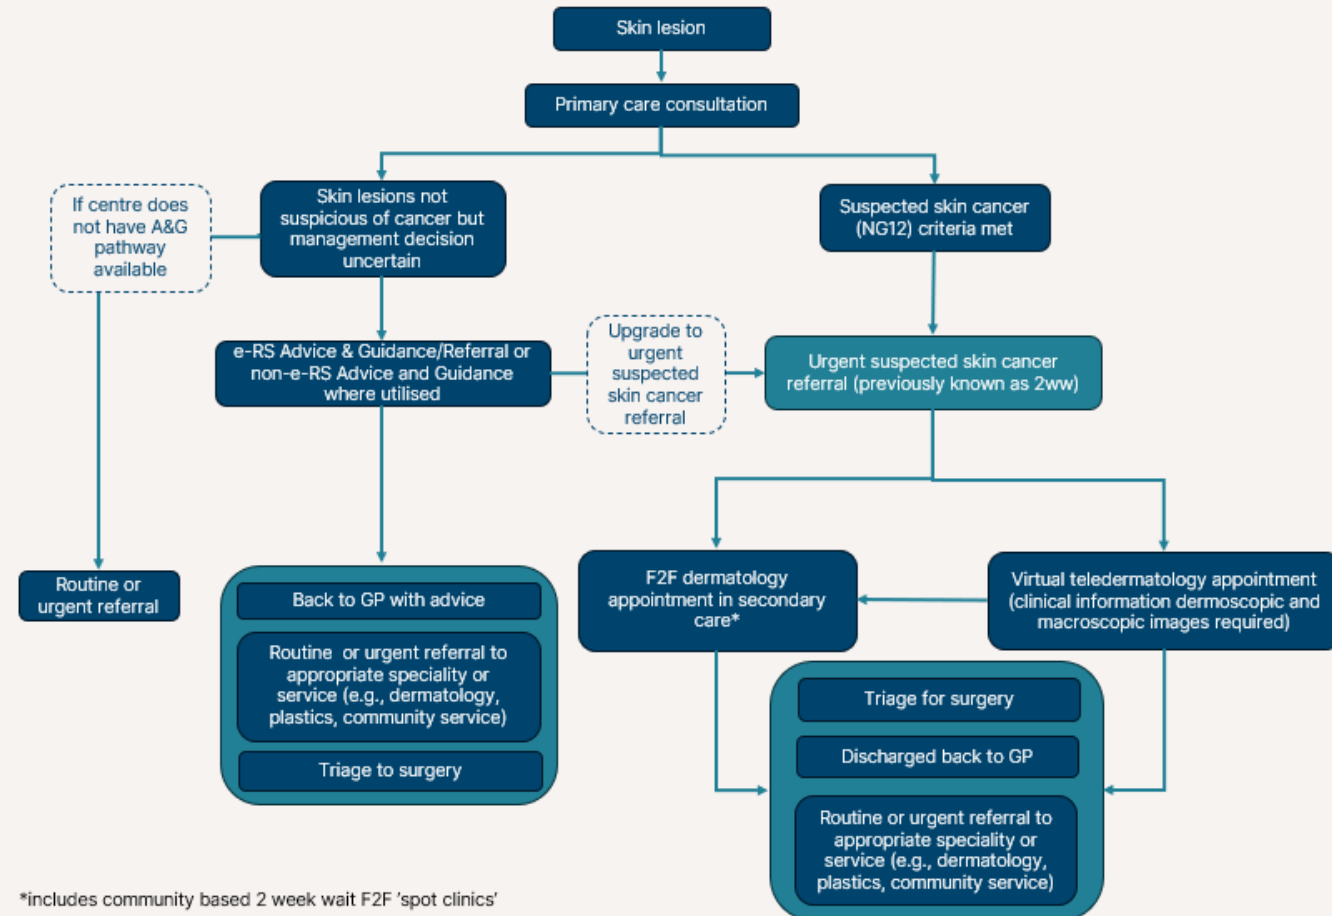 Skin lesion
Primary care consultation
If centre does
not have A&G
pathway
available
Skin lesions not
suspicious of cancer but
management decision
uncertain
Suspected skin cancer
(NG12) criteria met
e-RS Advice & Guidance/Referral or
non-e-RS Advice and Guidance
where utilised
Upgrade to
urgent
suspected
skin cancer
referral
Urgent suspected skin cancer
referral (previously known as 2ww)
Routine or
urgent referral
Back to GP with advice
Routine or urgent referral to
appropriate speciality or
service (e.g., dermatology,
plastics, community service)
Triage to surgery
F2F dermatology
appointment in secondary
care*
Virtual teledermatology appointment
(clinical information dermoscopic and
macroscopic images required)
Triage for surgery
Discharged back to GP
Routine or urgent referral to
appropriate speciality or
service (e.g., dermatology,
plastics, community service)
*includes community based 2 week wait F2F 'spot clinics'